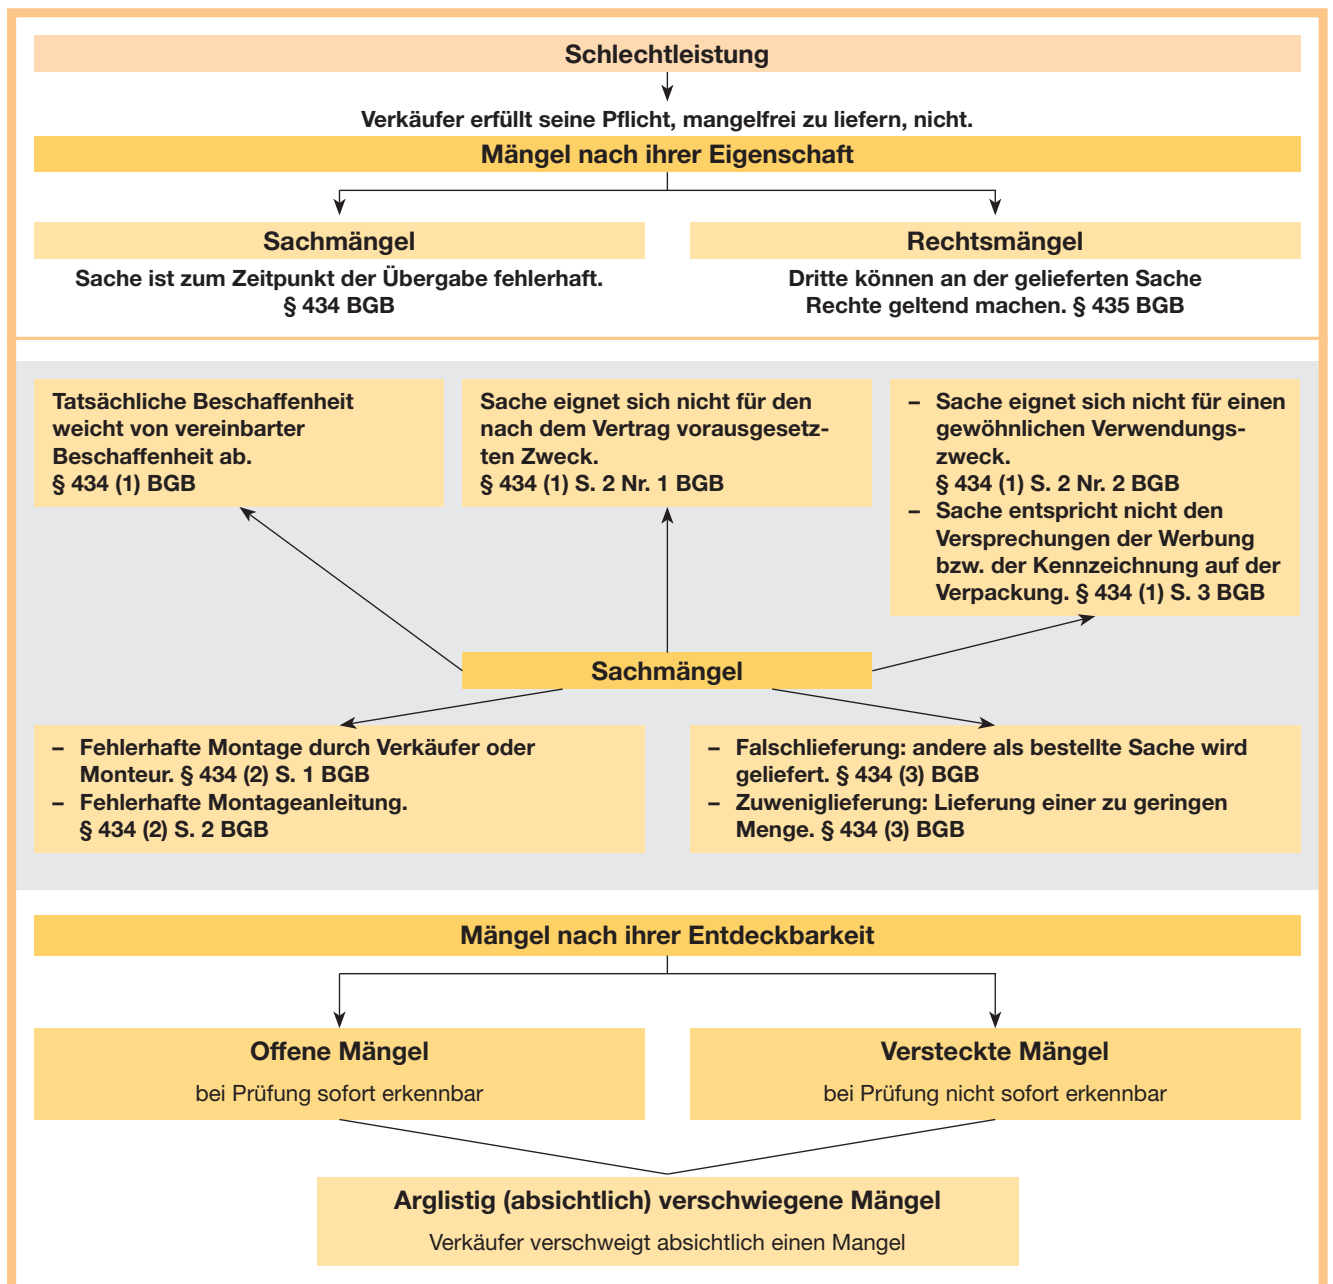 Schlechtleistung
Verkäufer erfüllt seine Pflicht, mangelfrei zu liefern, nicht.
Mängel nach ihrer Eigenschaft
Sachmängel
Sache ist zum Zeitpunkt der Übergabe fehlerhaft.
§ 434 BGB
Rechtsmängel
Dritte können an der gelieferten Sache
Rechte geltend machen. § 435 BGB
Tatsächliche Beschaffenheit
weicht von vereinbarter
Beschaffenheit ab.
§ 434 (1) BGB
Sache eignet sich nicht für den
nach dem Vertrag vorausgesetz-
ten Zweck.
§ 434 (1) S. 2 Nr. 1 BGB
– Sache eignet sich nicht für einen
gewöhnlichen Verwendungs-
zweck.
§ 434 (1) S. 2 Nr. 2 BGB
– Sache entspricht nicht den
Versprechungen der Werbung
bzw. der Kennzeichnung auf der
Verpackung. § 434 (1) S. 3 BGB
Sachmängel
– Fehlerhafte Montage durch Verkäufer oder
Monteur. § 434 (2) S. 1 BGB
– Fehlerhafte Montageanleitung.
§ 434 (2) S. 2 BGB
– Falschlieferung: andere als bestellte Sache wird
geliefert. § 434 (3) BGB
– Zuweniglieferung: Lieferung einer zu geringen
Menge. § 434 (3) BGB
Mängel nach ihrer Entdeckbarkeit
Offene Mängel
bei Prüfung sofort erkennbar
Versteckte Mängel
bei Prüfung nicht sofort erkennbar
Arglistig (absichtlich) verschwiegene Mängel
Verkäufer verschweigt absichtlich einen Mangel